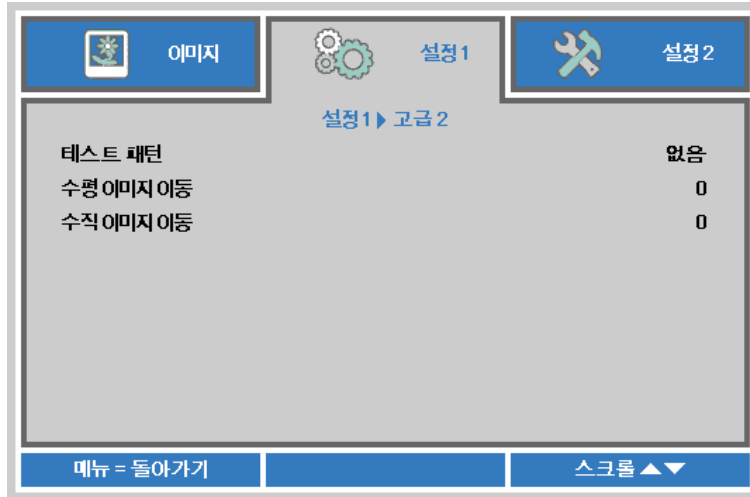 이미지
설정 1
설정 2
설정 1 ▶ 고급 2
테스트 패턴 없음
수평 이미지 이동 0
수직 이미지 이동 0
메뉴 = 돌아가기
스크롤 ▲▼